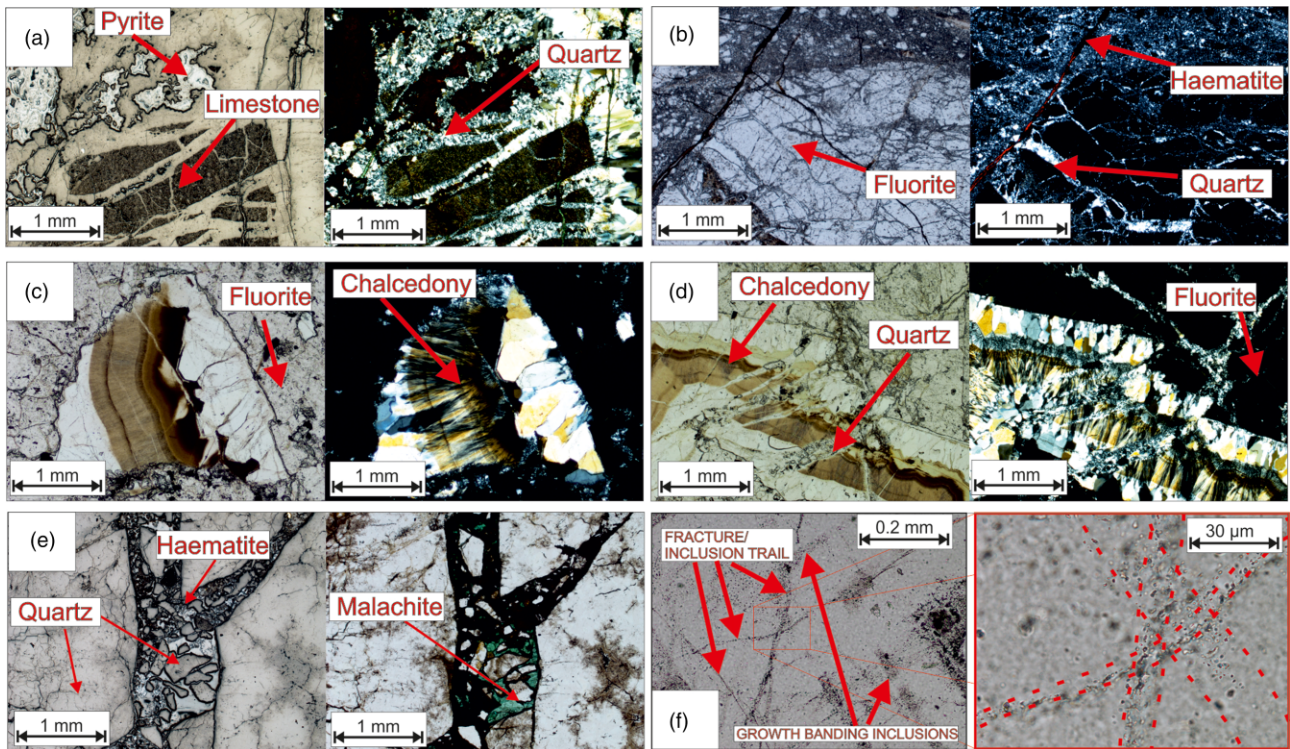 (a)
Pyrite
Limestone
1 mm
Quartz
1 mm
(b)
Fluorite
1 mm
Haematite
Quartz
1 mm
(c)
Fluorite
1 mm
Chalcedony
1 mm
(d)
Chalcedony
Quartz
1 mm
Fluorite
1 mm
(e)
Haematite
Quartz
1 mm
Malachite
1 mm
(f)
0.2 mm
FRACTURE/
INCLUSION TRAIL
GROWTH BANDING INCLUSIONS
30 µm